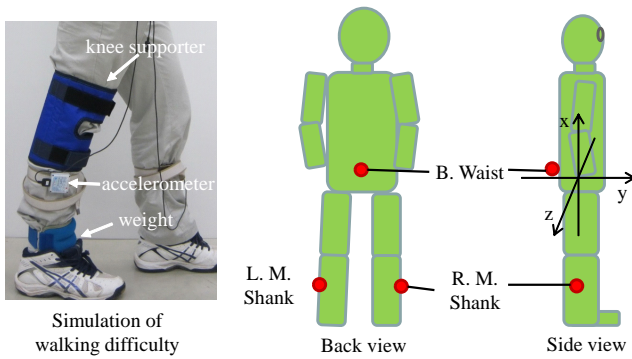 knee supporter
accelerometer
weight
Simulation of
walking difficulty
B. Waist
L. M.
Shank
R. M.
Shank
Back view
x
y
z
Side view